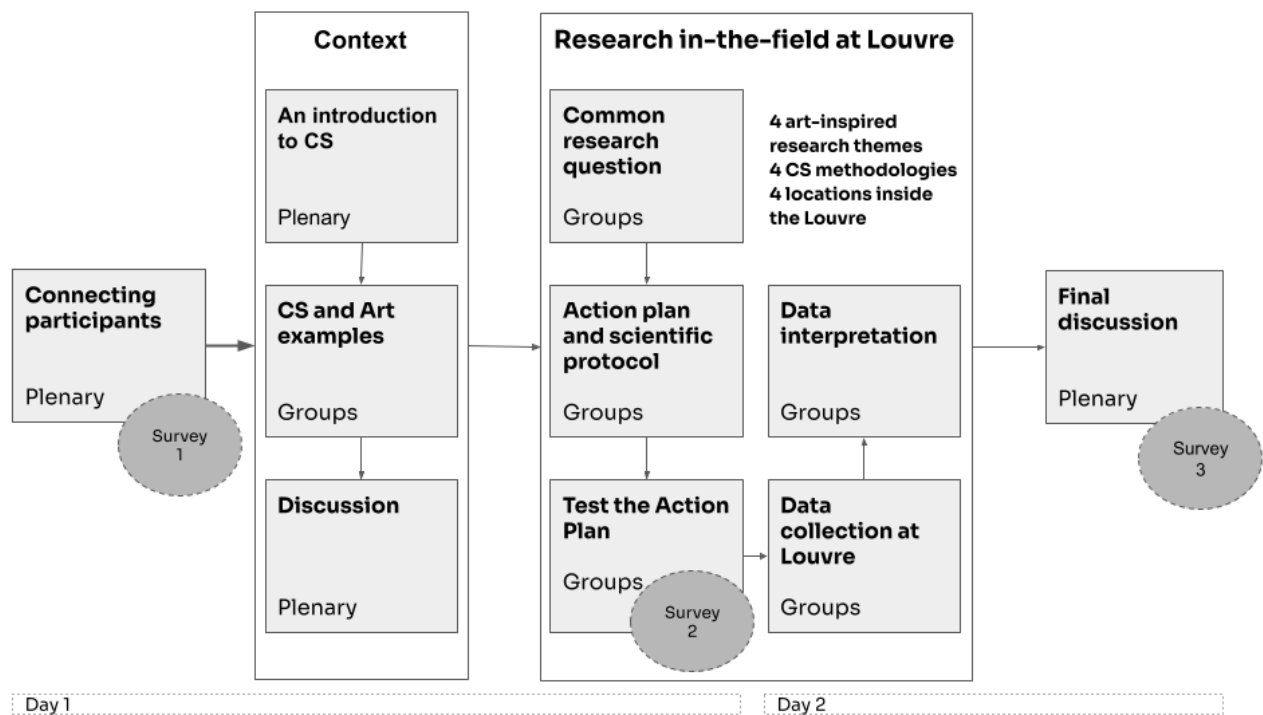 Connecting
participants
Plenary
Survey
1
Context
An introduction
to CS
Plenary
CS and Art
examples
Groups
Discussion
Plenary
Research in-the-field at Louvre
Common
research
question
Groups
4 art-inspired
research themes
4 CS methodologies
4 locations inside
the Louvre
Action plan
and scientific
protocol
Groups
Test the Action
Plan
Groups
Survey
2
Data
collection at
Louvre
Groups
Data
interpretation
Groups
Final
discussion
Plenary
Survey
3
Day 1
Day 2